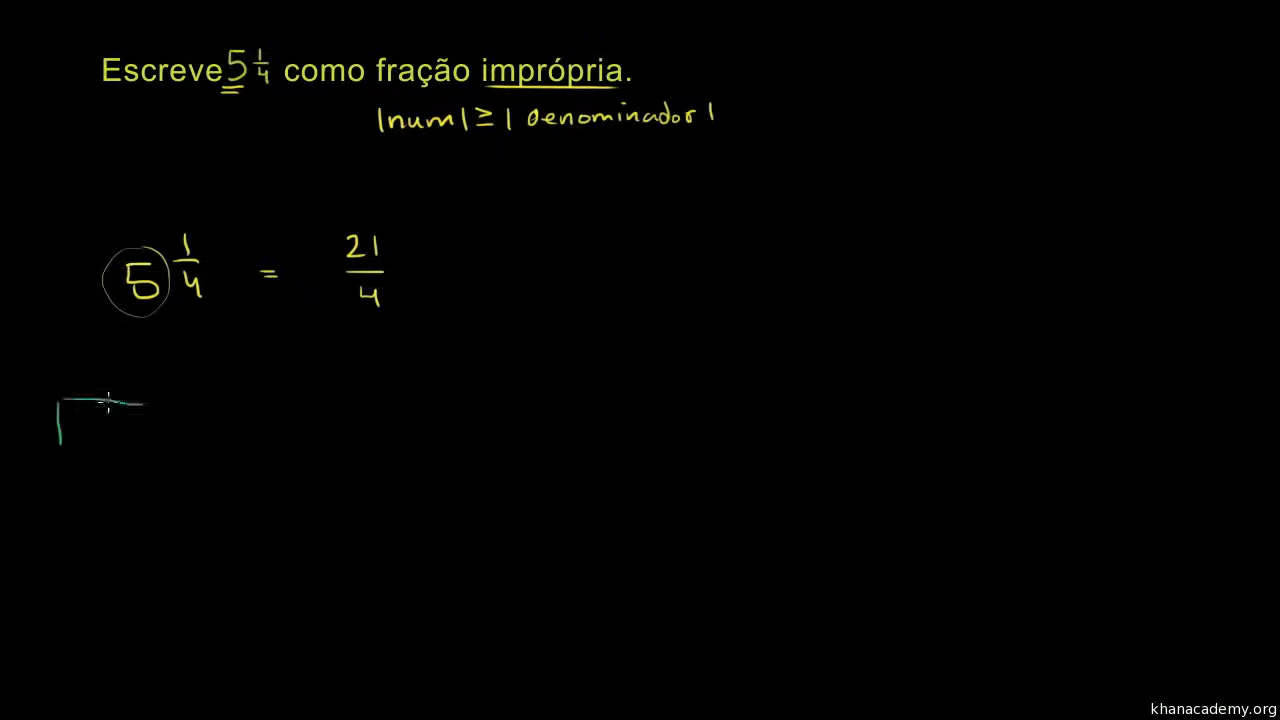 Escreve 5 1/4 como fração imprópria.
|num| ≥ | denominador |
5 1/4 = 21/4
khanacademy.org